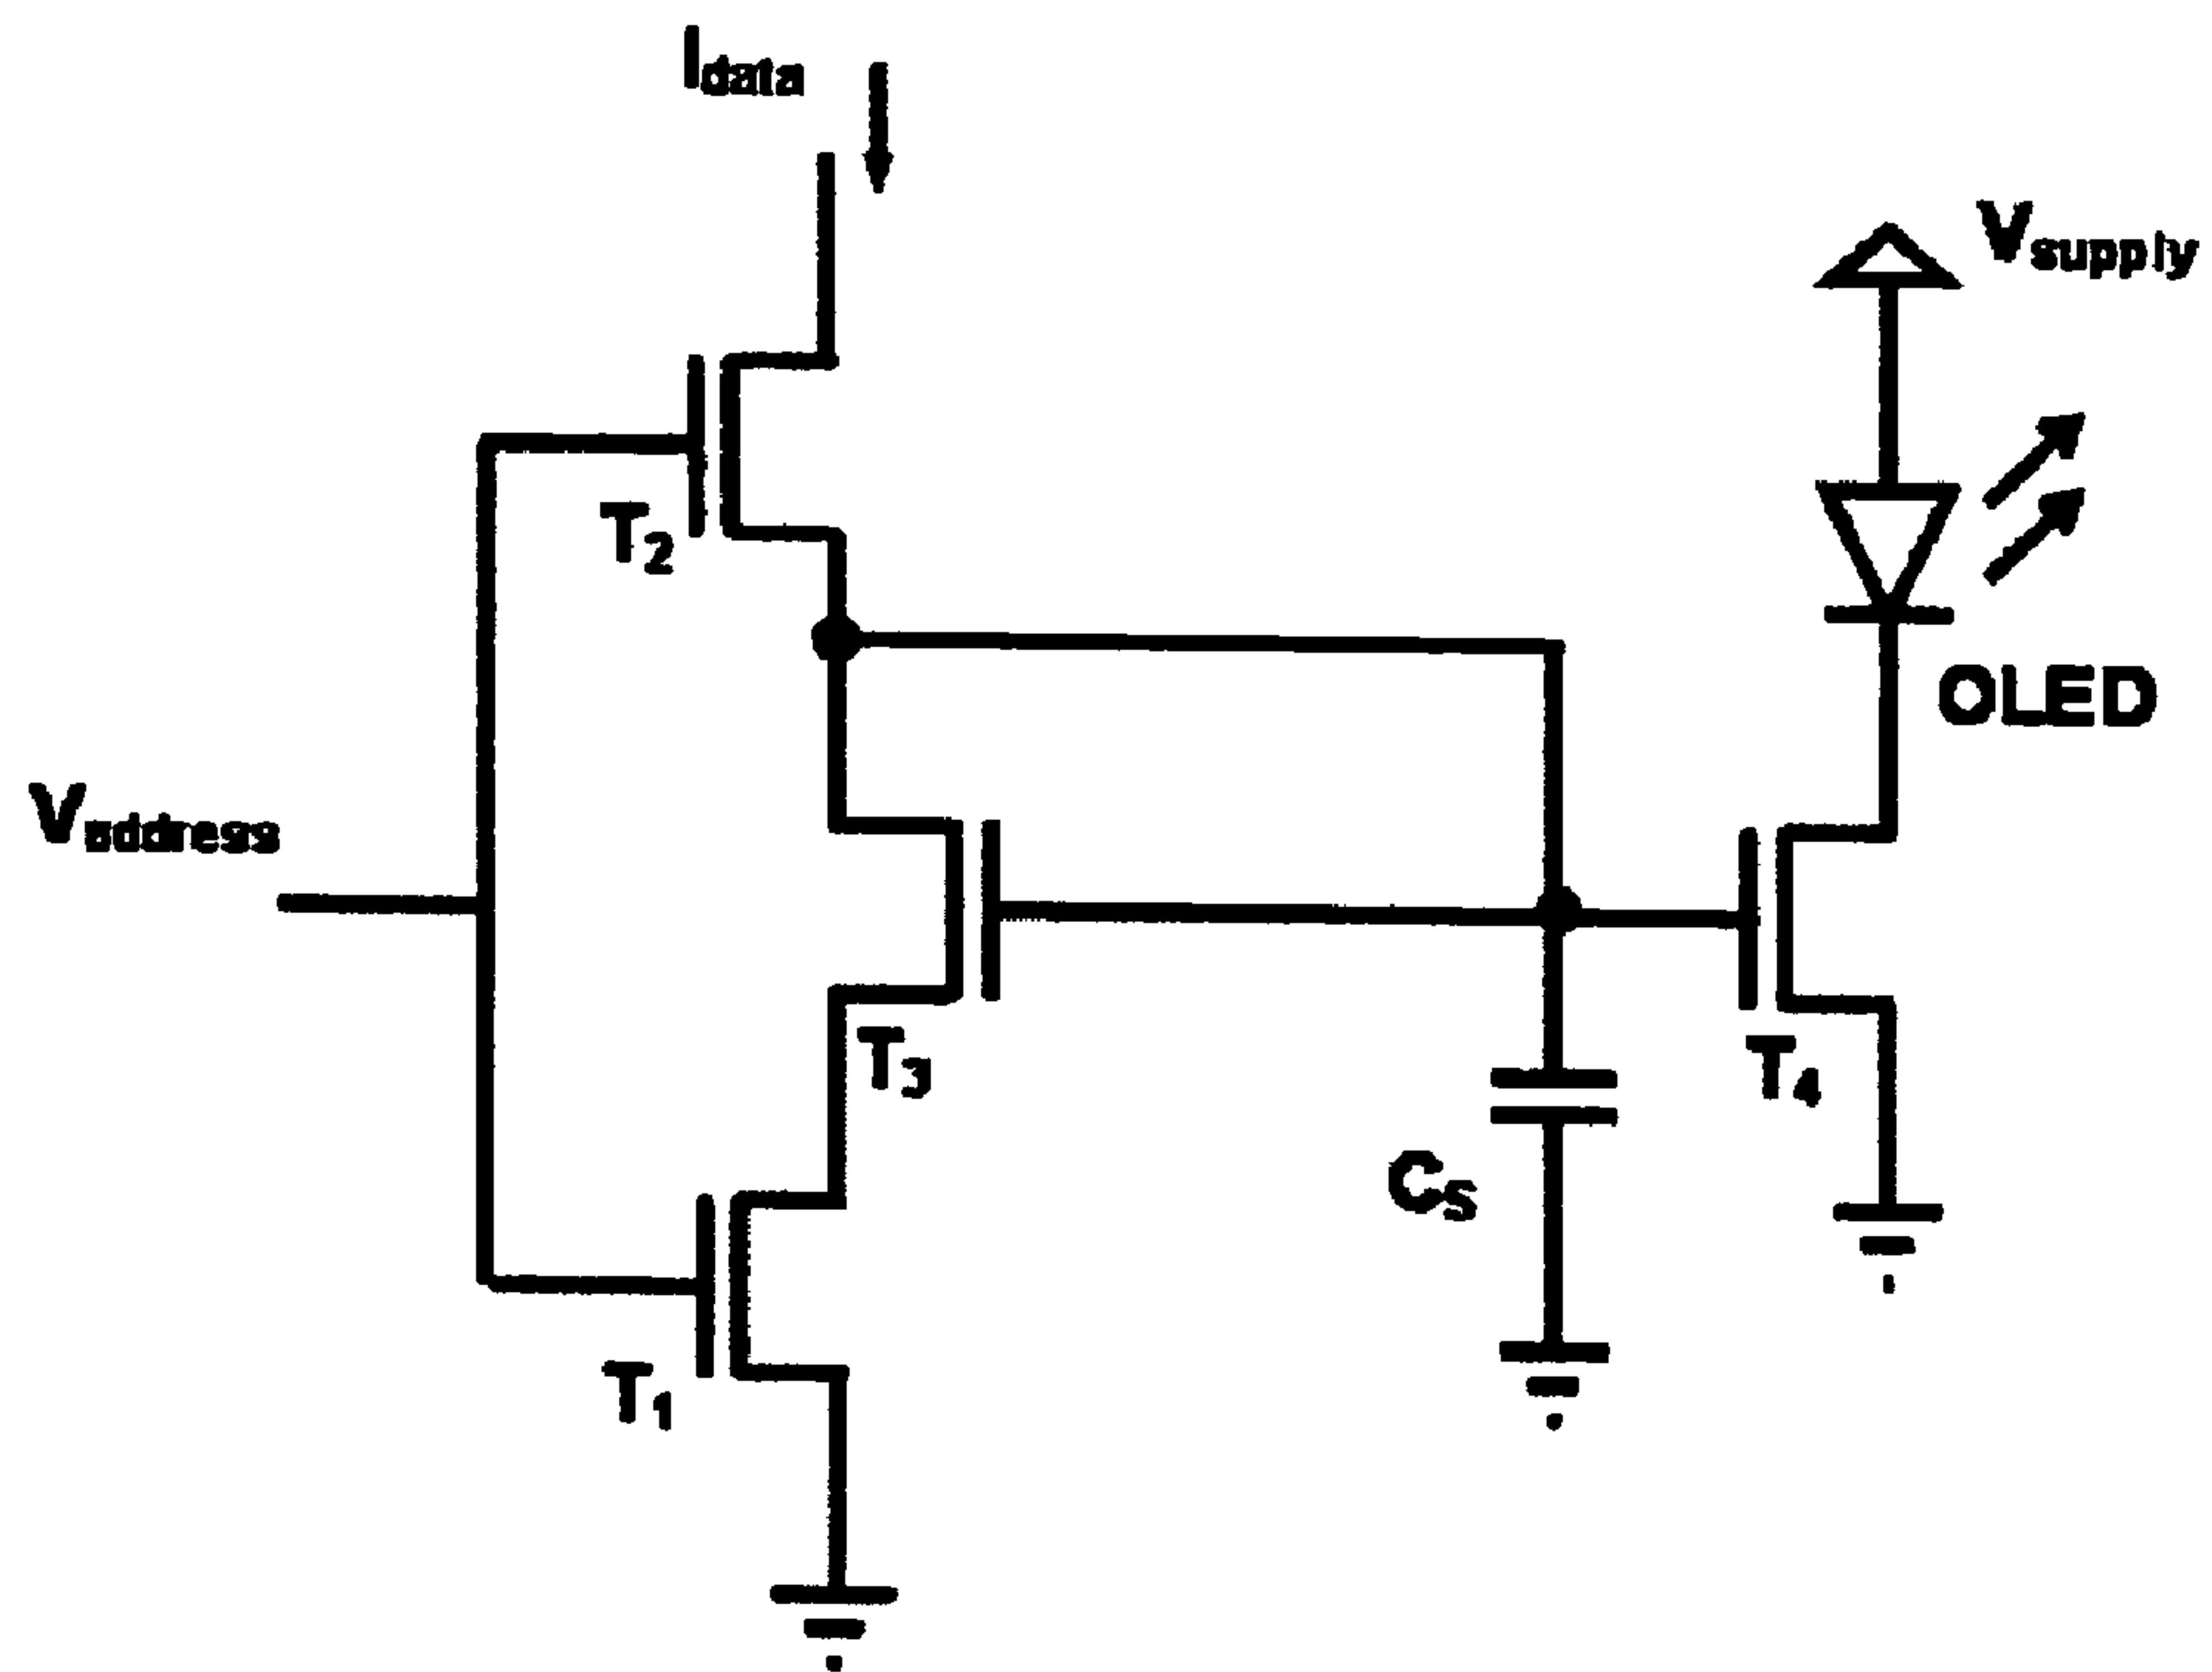 Idata
Vsupply
T2
OLED
Vaddress
T3
T4
CS
T1